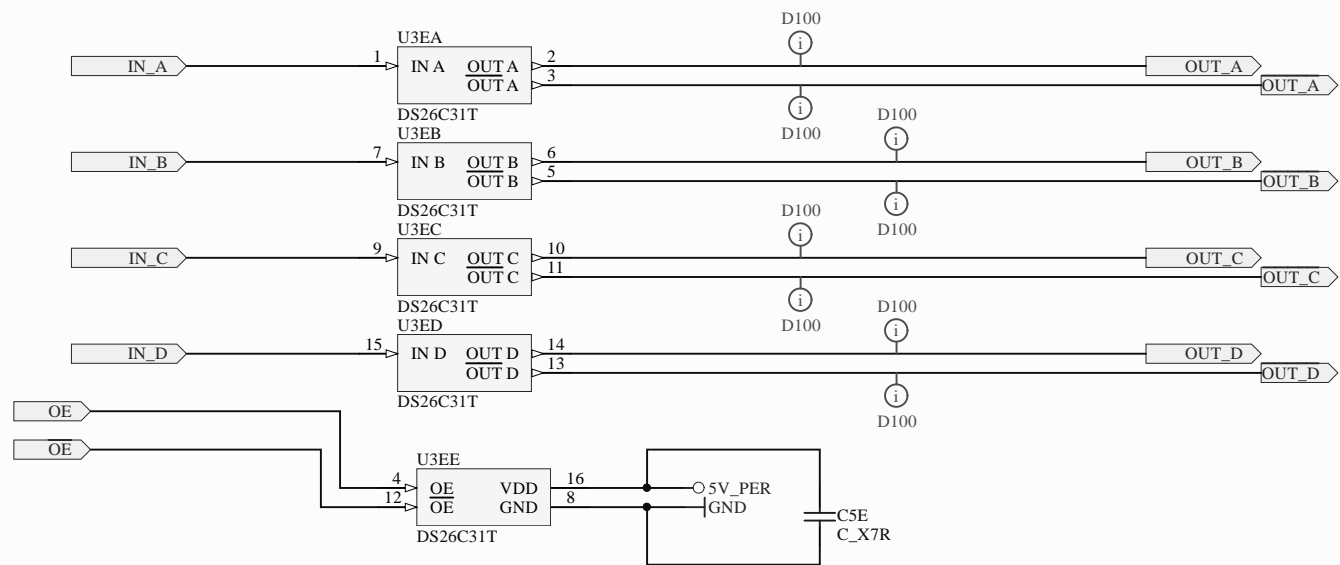 D100
U3EA
IN_A 1 IN A OUT A 2 OUT_A
OUT A 3 OUT_A
DS26C31T D100 D100
U3EB
IN_B 7 IN B OUT B 6 OUT_B
OUT B 5 OUT_B
DS26C31T D100 D100
U3EC
IN_C 9 IN C OUT C 10 OUT_C
OUT C 11 OUT_C
DS26C31T D100 D100
U3ED
IN_D 15 IN D OUT D 14 OUT_D
OUT D 13 OUT_D
DS26C31T
OE D100
OE
U3EE
4 OE VDD 16 5V_PER
12 OE GND 8 GND
C5E
DS26C31T C_X7R